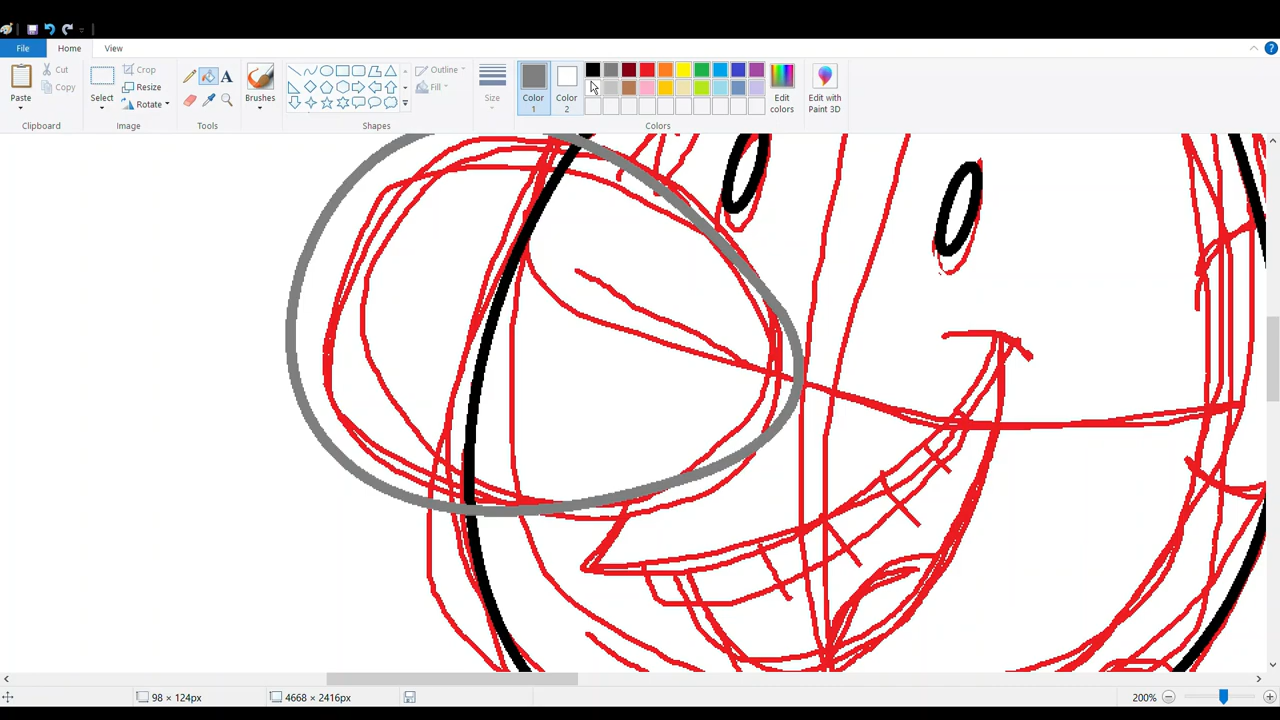 File Home View
Paste
Cut
Copy
Clipboard
Select
Crop
Resize
Rotate
Image
A
Tools
Brushes
Outline
Fill
Shapes
Size
Color
1
Color
2
Edit
colors
Edit with
Paint 3D
Colors
98 × 124px
4668 × 2416px
200%